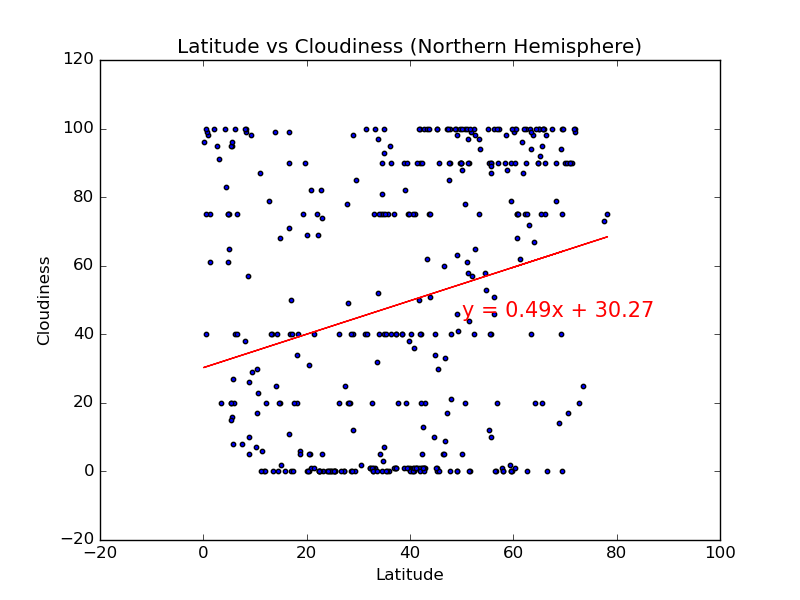 Latitude vs Cloudiness (Northern Hemisphere)
120
100
80
60
40
20
0
−20
Cloudiness
y = 0.49x + 30.27
−20 0 20 40 60 80 100
Latitude